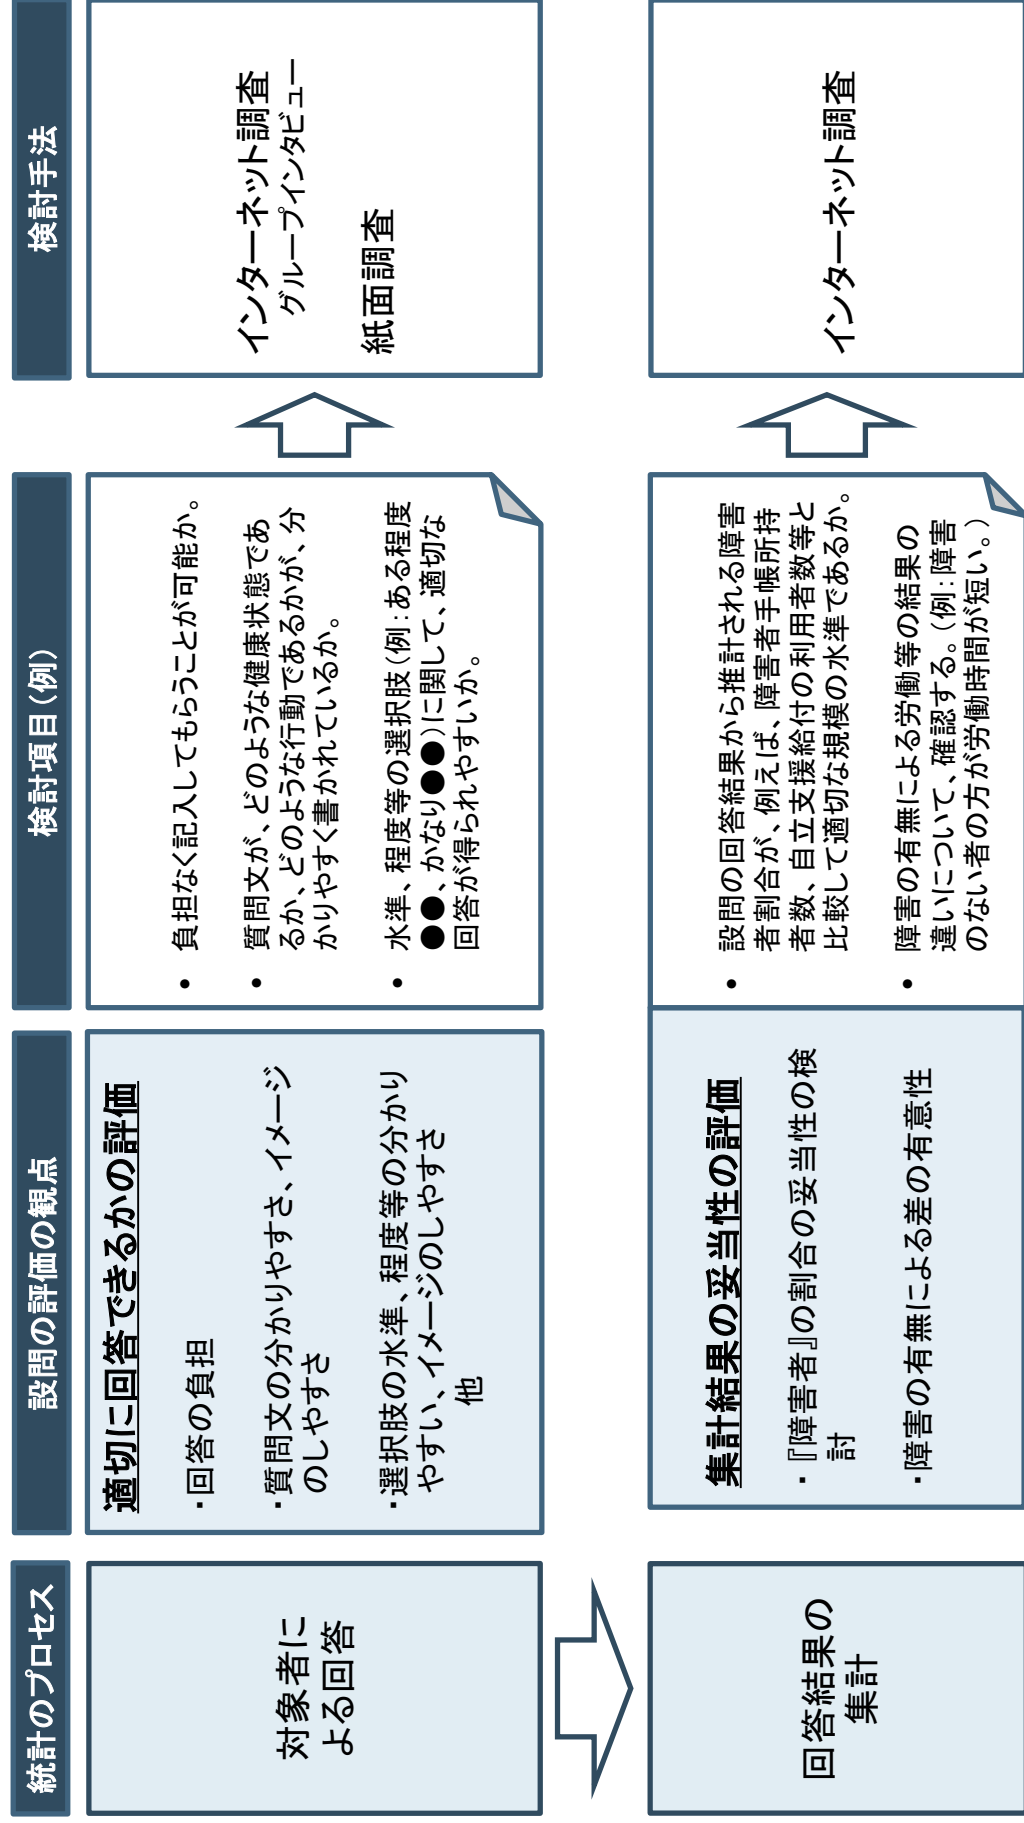 統計のプロセス
設問の評価の観点
検討項目（例）
検討手法
対象者に
よる回答
適切に回答できるかの評価
・回答の負担
・質問文の分かりやすさ、イメージ
のしやすさ
・選択肢の水準、程度等の分かり
やすい、イメージのしやすさ
他
• 負担なく記入してもらうことが可能か。
• 質問文が、どのような健康状態であ
るか、どのような行動であるかが、分
かりやすく書かれているか。
• 水準、程度等の選択肢（例：ある程度
●●、かなり●●）に関して、適切な
回答が得られやすいか。
インターネット調査
グループインタビュー
紙面調査
回答結果の
集計
集計結果の妥当性の評価
・『障害者』の割合の妥当性の検
討
・障害の有無による差の有意性
• 設問の回答結果から推計される障害
者割合が、例えば、障害者手帳所持
者数、自立支援給付の利用者数等と
比較して適切な規模の水準であるか。
• 障害の有無による労働等の結果の
違いについて、確認する。（例：障害
のない者の方が労働時間が短い。）
インターネット調査